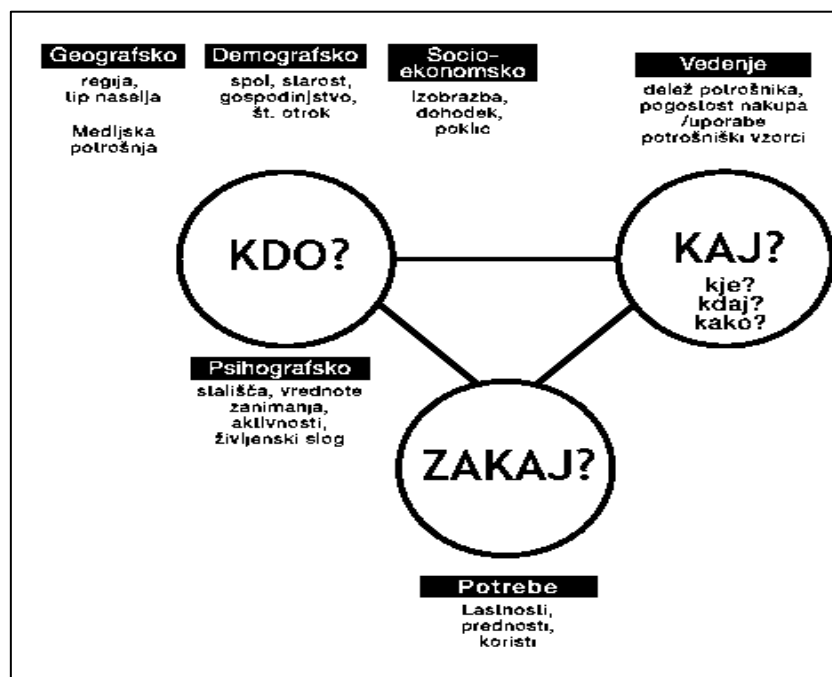 Geografsko
regija,
tip naselja
Medijska
potrošnja
Demografsko
spol, starost,
gospodinjstvo,
št. otrok
Socio-
ekonomsko
izobrazba,
dohodek,
poklic
Vedenje
delež potrošnika,
pogostost nakupa
/uporabe
potrošniški vzorci
KDO?
KAJ?
kje?
kdaj?
kako?
Psihografsko
stališča, vrednote
zanimanja,
aktivnosti,
življenski slog
ZAKAJ?
Potrebe
Lastnosti,
prednosti,
koristi